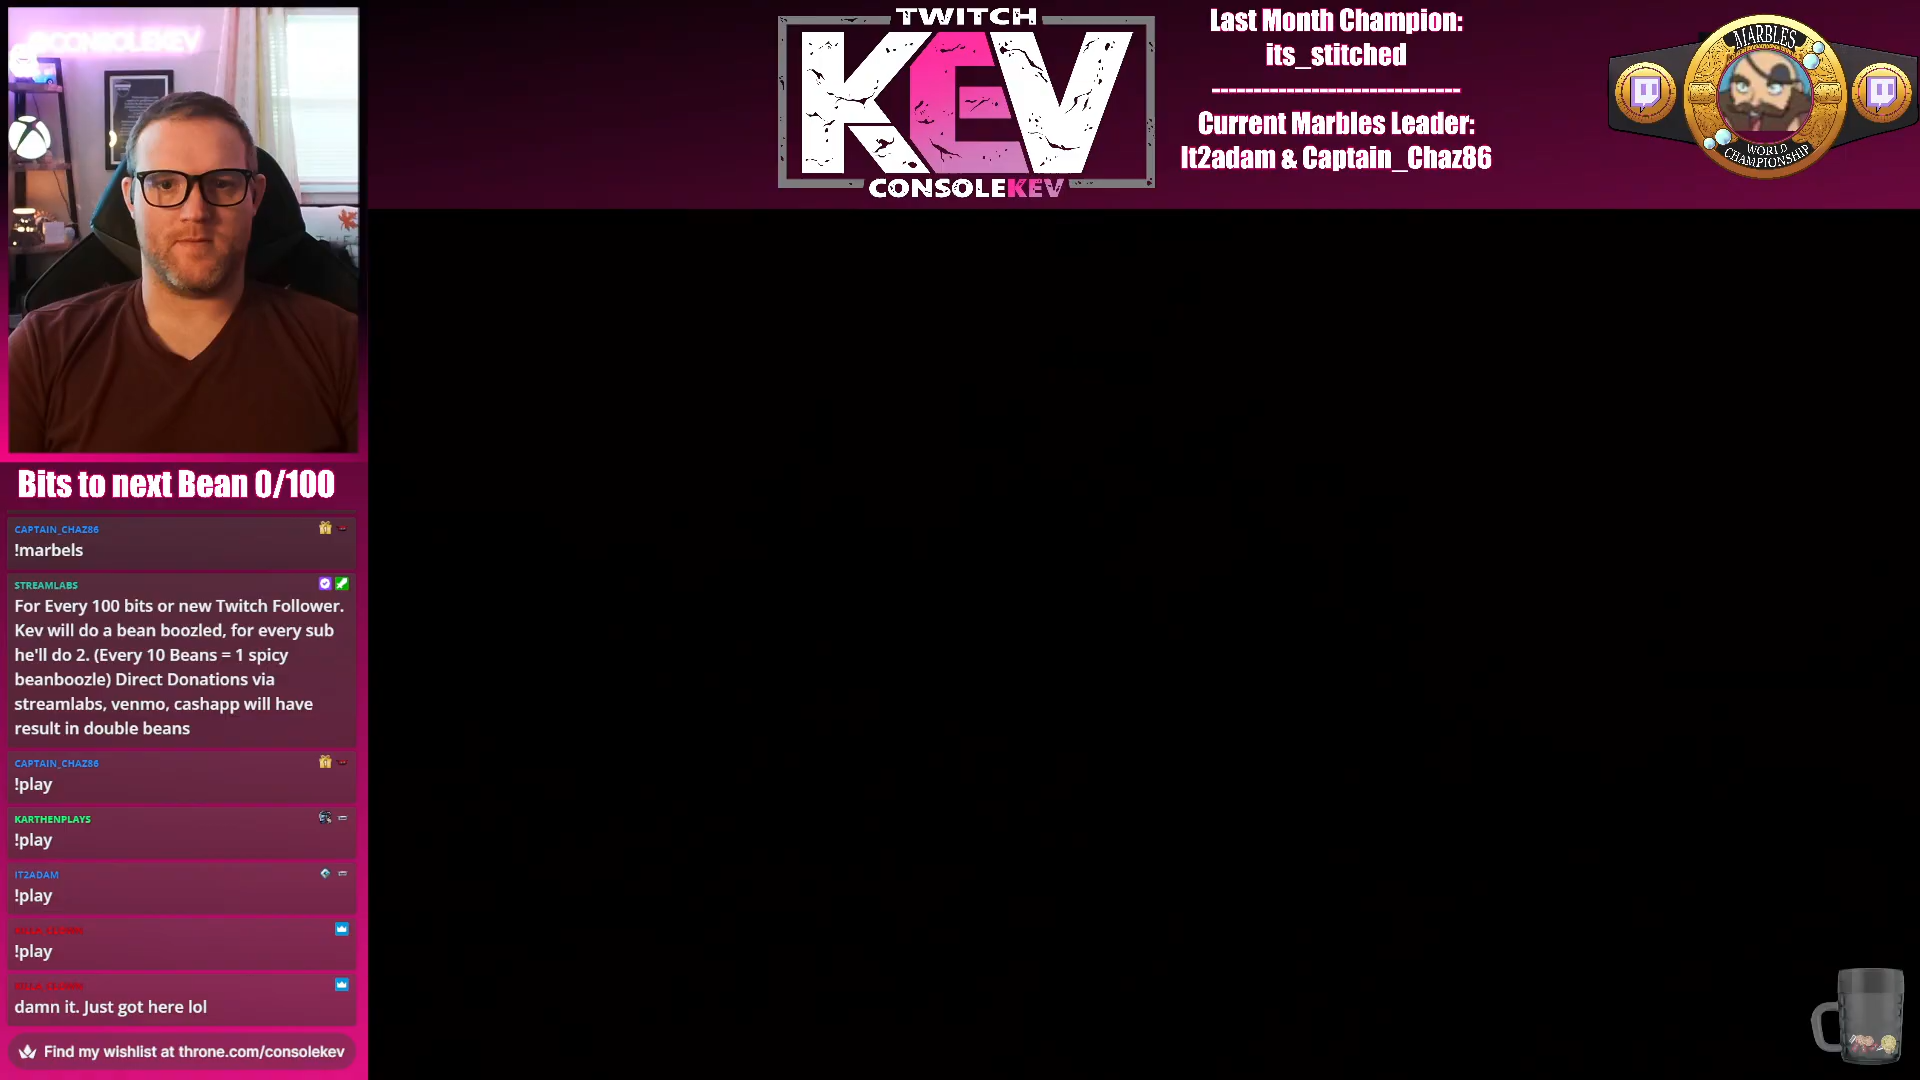 @CONSOLEKEV
TWITCH
KEV
CONSOLEKEV
Last Month Champion:
its_stitched
------------------------------
Current Marbles Leader:
It2adam & Captain_Chaz86
MARBLES
WORLD
CHAMPIONSHIP
Bits to next Bean 0/100
CAPTAIN_CHAZ86
!marbels
STREAMLABS
For Every 100 bits or new Twitch Follower.
Kev will do a bean boozled, for every sub
he'll do 2. (Every 10 Beans = 1 spicy
beanboozle) Direct Donations via
streamlabs, venmo, cashapp will have
result in double beans
CAPTAIN_CHAZ86
!play
KARTHENPLAYS
!play
IT2ADAM
!play
!play
damn it. Just got here lol
Find my wishlist at throne.com/consolekev